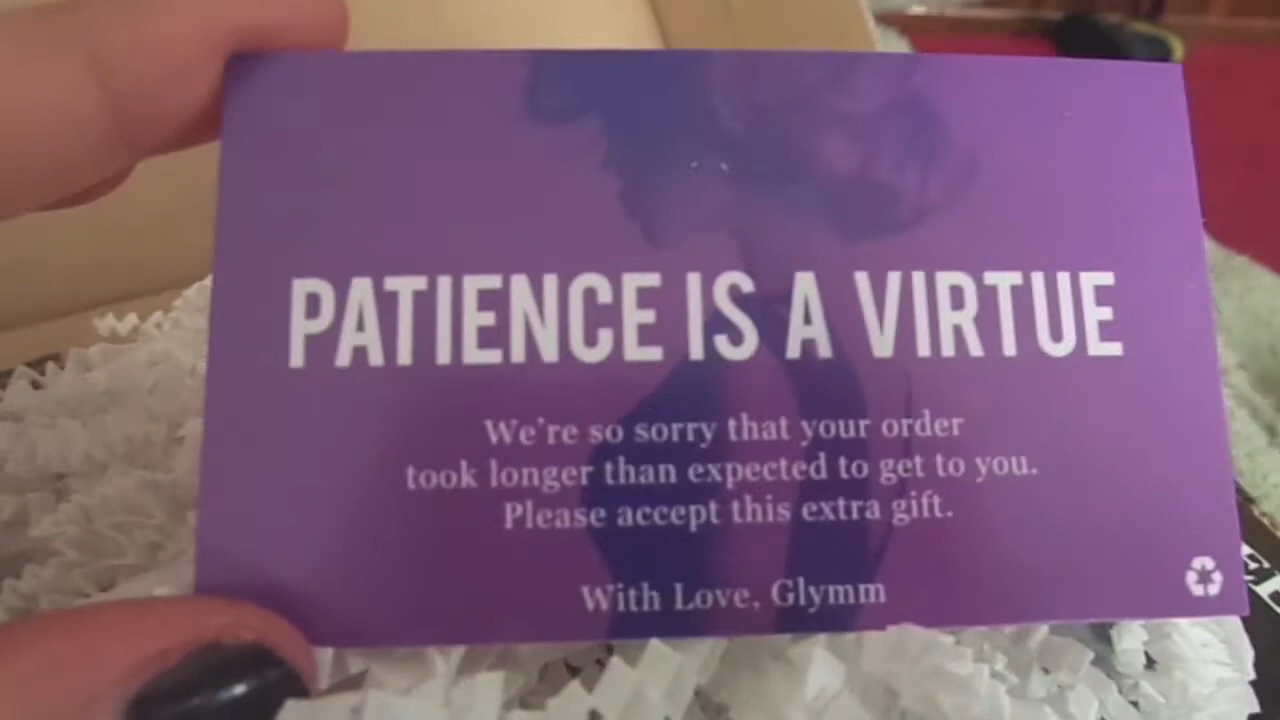 PATIENCE IS A VIRTUE
We're so sorry that your order
took longer than expected to get to you.
Please accept this extra gift.
With Love, Glymm